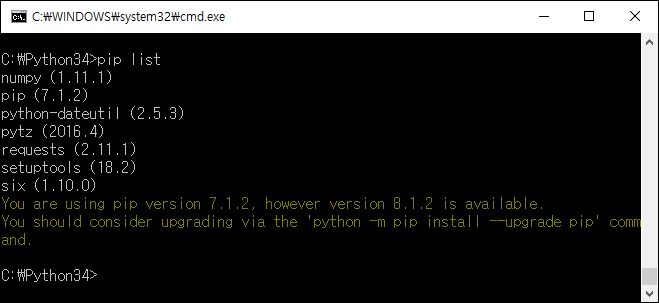 C:₩WINDOWS₩system32₩cmd.exe
C:₩Python34>pip list
numpy (1.11.1)
pip (7.1.2)
python-dateutil (2.5.3)
pytz (2016.4)
requests (2.11.1)
setuptools (18.2)
six (1.10.0)
You are using pip version 7.1.2, however version 8.1.2 is available.
You should consider upgrading via the 'python -m pip install --upgrade pip' comm
and.
C:₩Python34>